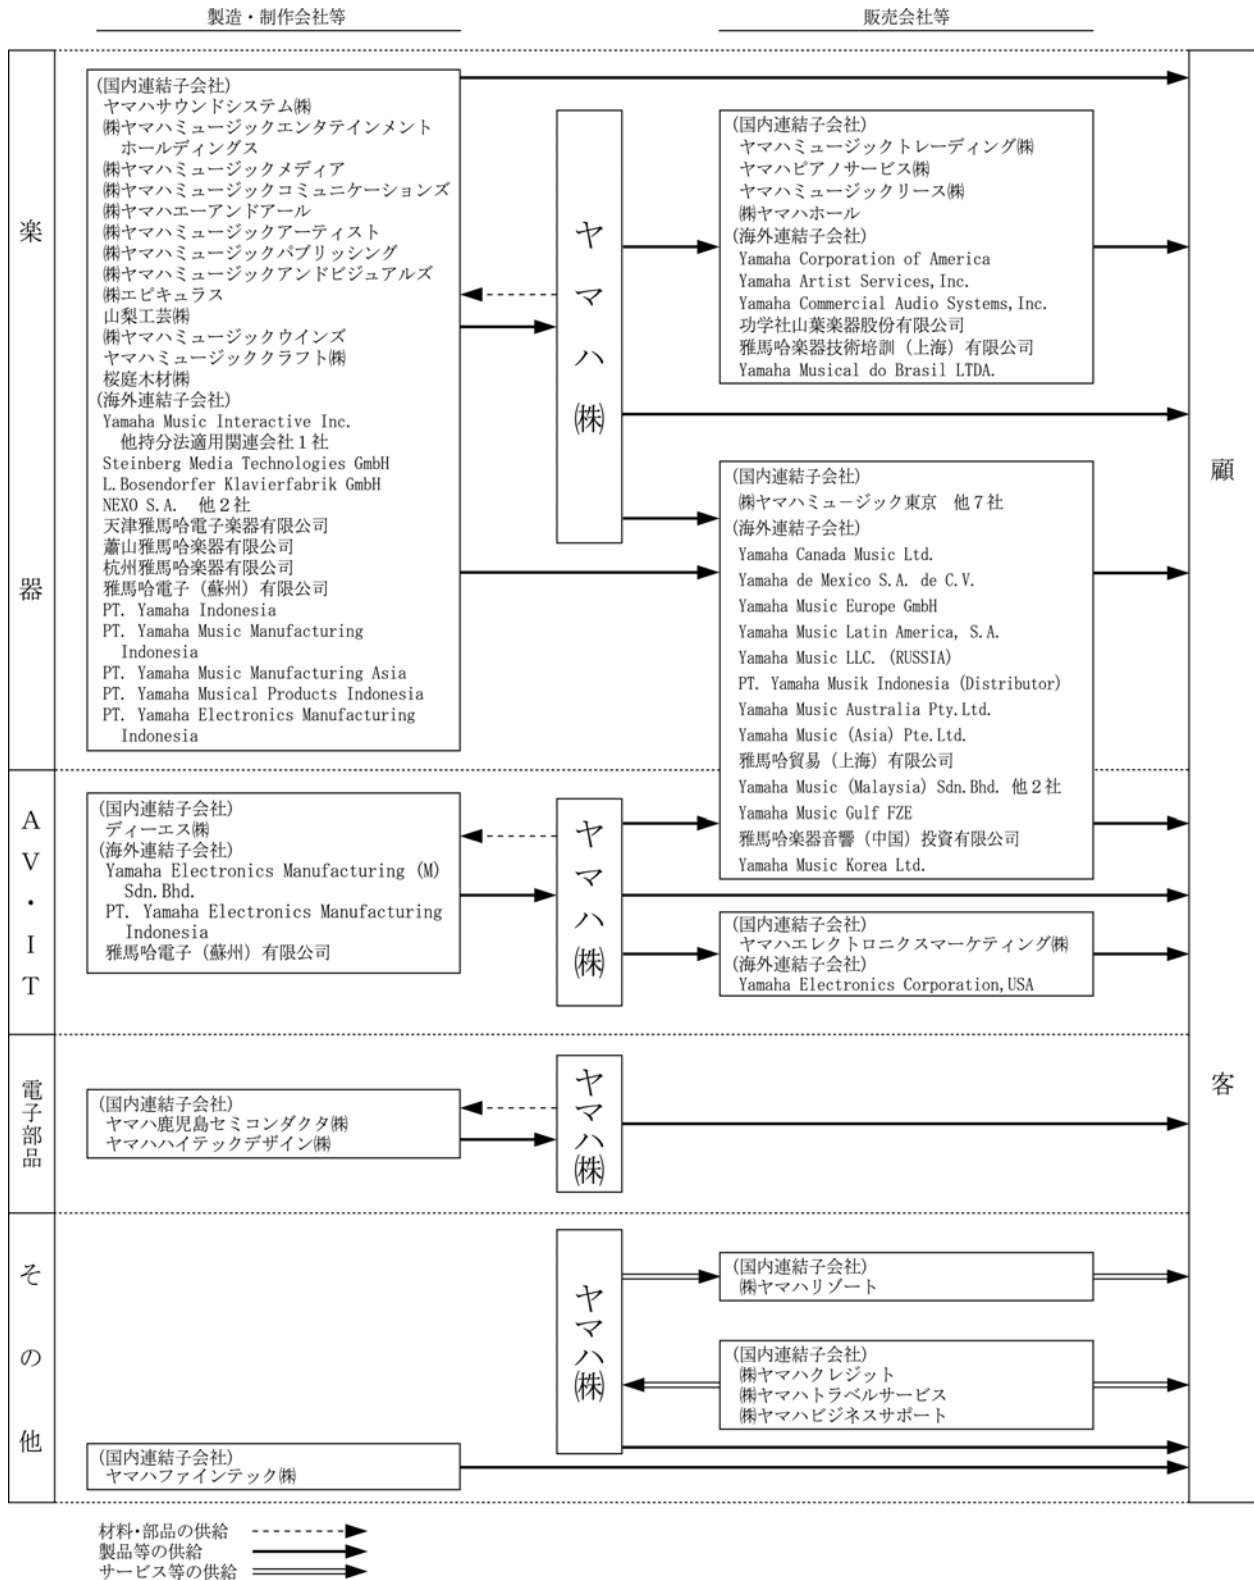 製造・制作会社等
販売会社等
楽器
(国内連結子会社)
ヤマハサウンドシステム㈱
㈱ヤマハミュージックエンタテインメント
ホールディングス
㈱ヤマハミュージックメディア
㈱ヤマハミュージックコミュニケーションズ
㈱ヤマハエーアンドアール
㈱ヤマハミュージックアーティスト
㈱ヤマハミュージックパブリッシング
㈱ヤマハミュージックアンドビジュアルズ
㈱エピキュラス
山梨工芸㈱
㈱ヤマハミュージックウインズ
ヤマハミュージッククラフト㈱
桜庭木材㈱
(海外連結子会社)
Yamaha Music Interactive Inc.
他持分法適用関連会社１社
Steinberg Media Technologies GmbH
L.Bosendorfer Klavierfabrik GmbH
NEXO S.A. 他２社
天津雅馬哈電子楽器有限公司
蕭山雅馬哈楽器有限公司
杭州雅馬哈楽器有限公司
雅馬哈電子（蘇州）有限公司
PT. Yamaha Indonesia
PT. Yamaha Music Manufacturing
Indonesia
PT. Yamaha Music Manufacturing Asia
PT. Yamaha Musical Products Indonesia
PT. Yamaha Electronics Manufacturing
Indonesia
ヤマハ㈱
(国内連結子会社)
ヤマハミュージックトレーディング㈱
ヤマハピアノサービス㈱
ヤマハミュージックリース㈱
㈱ヤマハホール
(海外連結子会社)
Yamaha Corporation of America
Yamaha Artist Services,Inc.
Yamaha Commercial Audio Systems,Inc.
功学社山葉楽器股份有限公司
雅馬哈楽器技術培訓（上海）有限公司
Yamaha Musical do Brasil LTDA.
(国内連結子会社)
㈱ヤマハミュージック東京 他７社
(海外連結子会社)
Yamaha Canada Music Ltd.
Yamaha de Mexico S.A. de C.V.
Yamaha Music Europe GmbH
Yamaha Music Latin America, S.A.
Yamaha Music LLC. (RUSSIA)
PT. Yamaha Musik Indonesia (Distributor)
Yamaha Music Australia Pty.Ltd.
Yamaha Music (Asia) Pte.Ltd.
雅馬哈貿易（上海）有限公司
Yamaha Music (Malaysia) Sdn.Bhd. 他２社
Yamaha Music Gulf FZE
雅馬哈楽器音響（中国）投資有限公司
Yamaha Music Korea Ltd.
顧客
AV・IT
(国内連結子会社)
ディーエス㈱
(海外連結子会社)
Yamaha Electronics Manufacturing (M)
Sdn.Bhd.
PT. Yamaha Electronics Manufacturing
Indonesia
雅馬哈電子（蘇州）有限公司
ヤマハ㈱
(国内連結子会社)
ヤマハエレクトロニクスマーケティング㈱
(海外連結子会社)
Yamaha Electronics Corporation,USA
電子部品
(国内連結子会社)
ヤマハ鹿児島セミコンダクタ㈱
ヤマハハイテックデザイン㈱
ヤマハ㈱
その他
ヤマハ㈱
(国内連結子会社)
㈱ヤマハリゾート
(国内連結子会社)
㈱ヤマハクレジット
㈱ヤマハトラベルサービス
㈱ヤマハビジネスサポート
(国内連結子会社)
ヤマハファインテック㈱
材料・部品の供給
製品等の供給
サービス等の供給